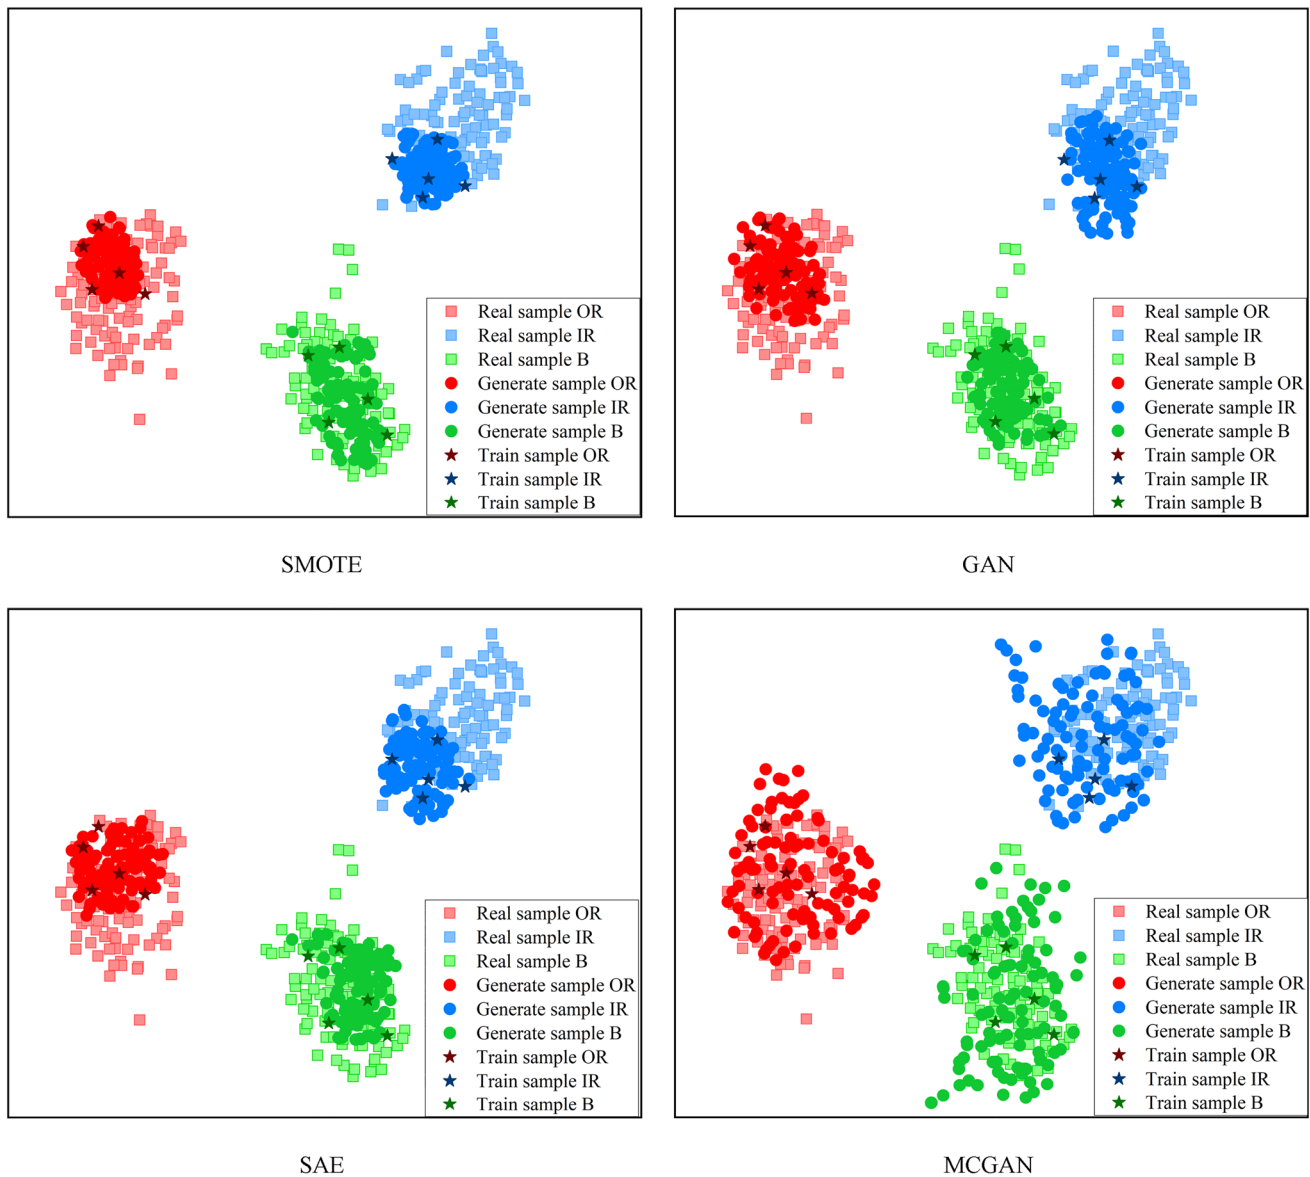 Real sample OR
Real sample IR
Real sample B
Generate sample OR
Generate sample IR
Generate sample B
Train sample OR
Train sample IR
Train sample B
SMOTE
Real sample OR
Real sample IR
Real sample B
Generate sample OR
Generate sample IR
Generate sample B
Train sample OR
Train sample IR
Train sample B
GAN
Real sample OR
Real sample IR
Real sample B
Generate sample OR
Generate sample IR
Generate sample B
Train sample OR
Train sample IR
Train sample B
SAE
Real sample OR
Real sample IR
Real sample B
Generate sample OR
Generate sample IR
Generate sample B
Train sample OR
Train sample IR
Train sample B
MCGAN